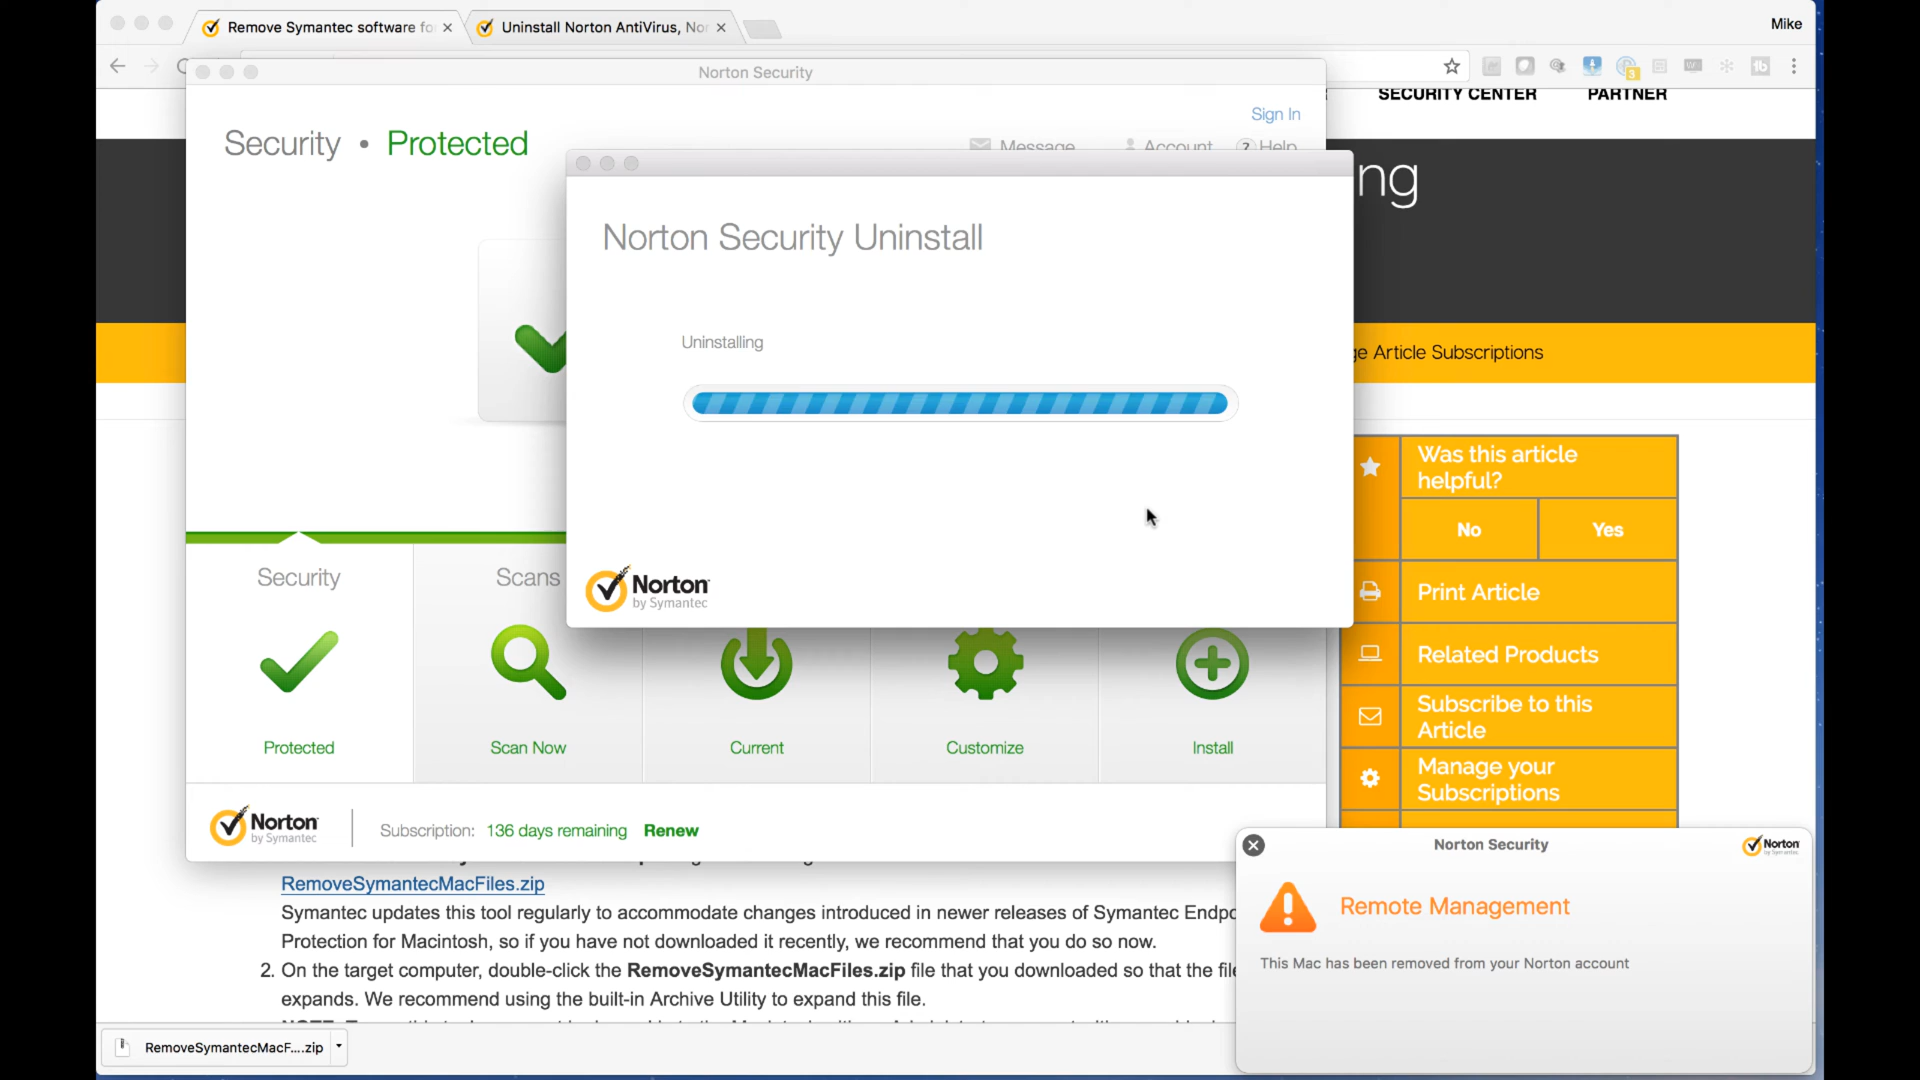 Remove Symantec software fo
Uninstall Norton AntiVirus, No
Mike
Norton Security
SECURITY CENTER
PARTNER
Sign In
Security • Protected
Message
Account
? Help
ng
Norton Security Uninstall
Uninstalling
Norton
by Symantec
ge Article Subscriptions
Was this article
helpful?
No
Yes
Print Article
Related Products
Subscribe to this
Article
Manage your
Subscriptions
Security
Scans
Protected
Scan Now
Current
Customize
Install
Norton
by Symantec
Subscription: 136 days remaining Renew
RemoveSymantecMacFiles.zip
Symantec updates this tool regularly to accommodate changes introduced in newer releases of Symantec Endpo
Protection for Macintosh, so if you have not downloaded it recently, we recommend that you do so now.
2. On the target computer, double-click the RemoveSymantecMacFiles.zip file that you downloaded so that the file
expands. We recommend using the built-in Archive Utility to expand this file.
Norton Security
Norton
by Symantec
Remote Management
This Mac has been removed from your Norton account
RemoveSymantecMacF....zip